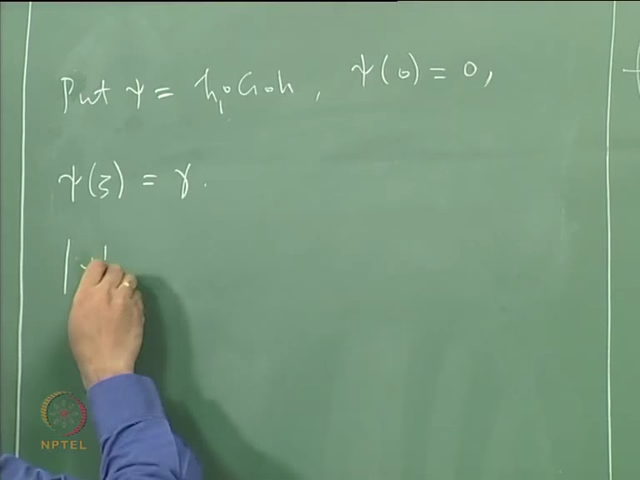 Put ψ = h₁∘G∘h, ψ(0) = 0,
ψ(ξ) = γ.
|ψ
NPTEL